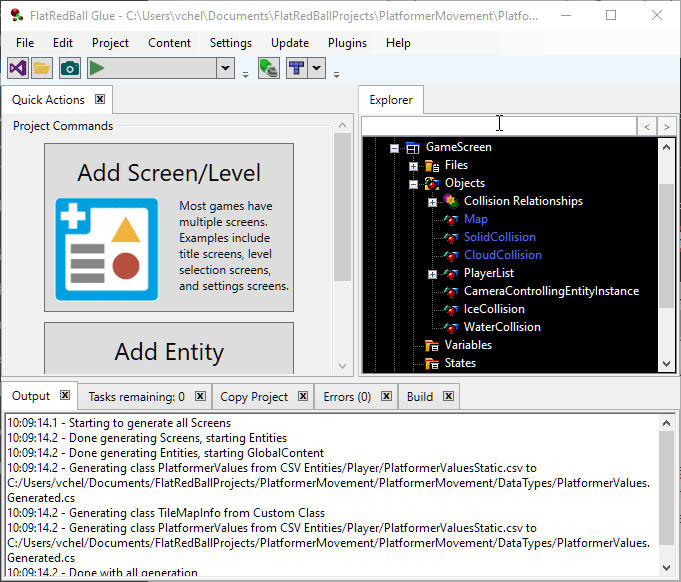 FlatRedBall Glue - C:\Users\vchel\Documents\FlatRedBallProjects\PlatformerMovement\Platfo...
File Edit Project Content Settings Update Plugins Help
Quick Actions
Explorer
Project Commands
< >
Add Screen/Level
Most games have
multiple screens.
Examples include
title screens, level
selection screens,
and settings screens.
Add Entity
GameScreen
Files
Objects
Collision Relationships
Map
SolidCollision
CloudCollision
PlayerList
CameraControllingEntityInstance
IceCollision
WaterCollision
Variables
States
Output Tasks remaining: 0 Copy Project Errors (0) Build
10:09:14.1 - Starting to generate all Screens
10:09:14.2 - Done generating Screens, starting Entities
10:09:14.2 - Done generating Entities, starting GlobalContent
10:09:14.2 - Generating class PlatformerValues from CSV Entities/Player/PlatformerValuesStatic.csv to
C:/Users/vchel/Documents/FlatRedBallProjects/PlatformerMovement/PlatformerMovement/DataTypes/PlatformerValues.
Generated.cs
10:09:14.2 - Generating class TileMapInfo from Custom Class
10:09:14.2 - Generating class PlatformerValues from CSV Entities/Player/PlatformerValuesStatic.csv to
C:/Users/vchel/Documents/FlatRedBallProjects/PlatformerMovement/PlatformerMovement/DataTypes/PlatformerValues.
Generated.cs
10:09:14.2 - Done with all generation